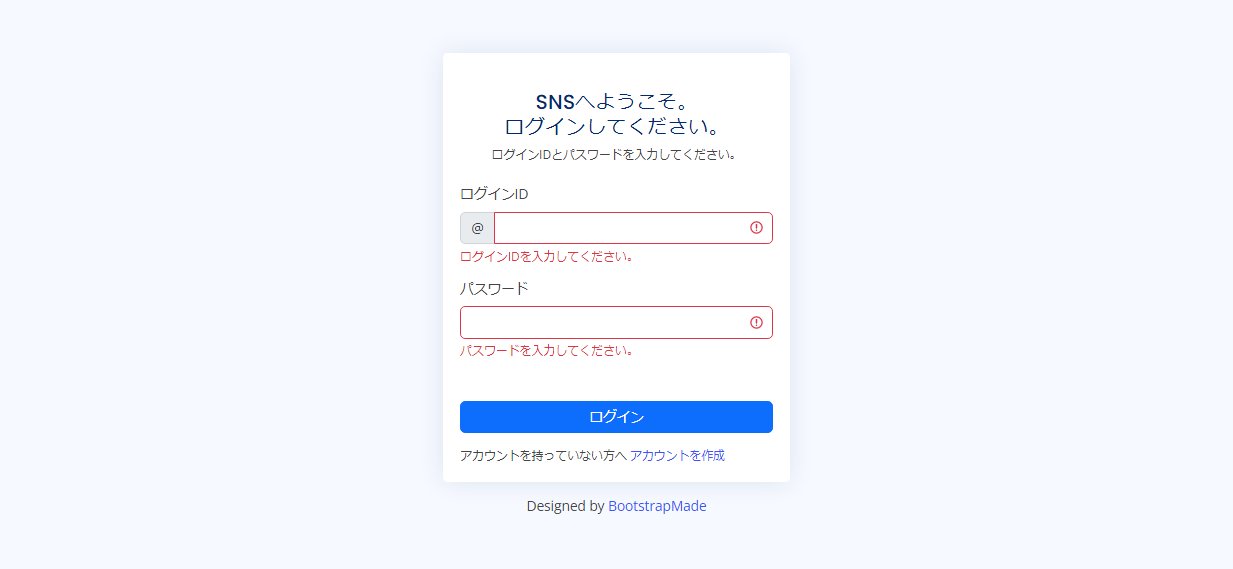 SNSへようこそ。
ログインしてください。
ログインIDとパスワードを入力してください。
ログインID
@
ログインIDを入力してください。
パスワード
パスワードを入力してください。
ログイン
アカウントを持っていない方へ アカウントを作成
Designed by BootstrapMade